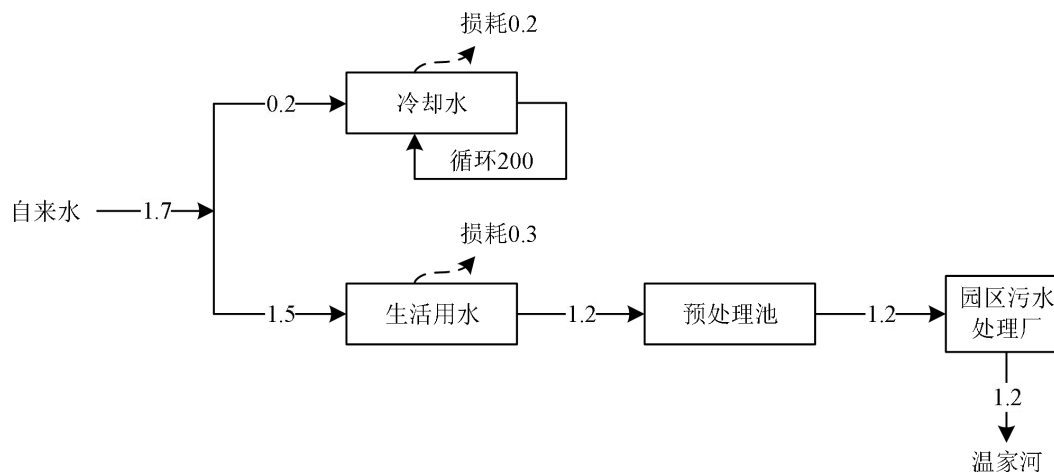 损耗0.2
0.2
冷却水
循环200
自来水
1.7
损耗0.3
1.5
生活用水
1.2
预处理池
1.2
园区污水
处理厂
1.2
温家河